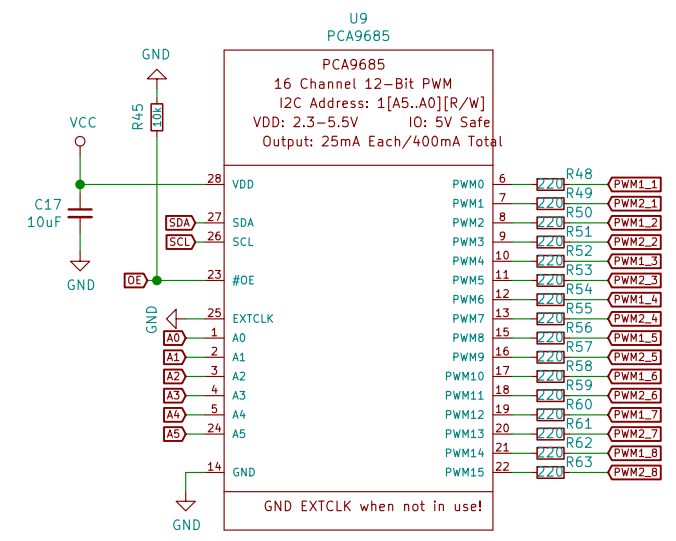 U9
PCA9685
PCA9685
16 Channel 12-Bit PWM
I2C Address: 1[A5..A0][R/W]
VDD: 2.3-5.5V IO: 5V Safe
Output: 25mA Each/400mA Total
GND
R45
10k
VCC
C17
10uF
GND
28 VDD
SDA 27 SDA
SCL 26 SCL
OE 23 #OE
GND 25 EXTCLK
A0 1 A0
A1 2 A1
A2 3 A2
A3 4 A3
A4 5 A4
A5 24 A5
14 GND
GND
PWM0 6 220 R48 PWM1_1
PWM1 7 220 R49 PWM2_1
PWM2 8 220 R50 PWM1_2
PWM3 9 220 R51 PWM2_2
PWM4 10 220 R52 PWM1_3
PWM5 11 220 R53 PWM2_3
PWM6 12 220 R54 PWM1_4
PWM7 13 220 R55 PWM2_4
PWM8 15 220 R56 PWM1_5
PWM9 16 220 R57 PWM2_5
PWM10 17 220 R58 PWM1_6
PWM11 18 220 R59 PWM2_6
PWM12 19 220 R60 PWM1_7
PWM13 20 220 R61 PWM2_7
PWM14 21 220 R62 PWM1_8
PWM15 22 220 R63 PWM2_8
GND EXTCLK when not in use!